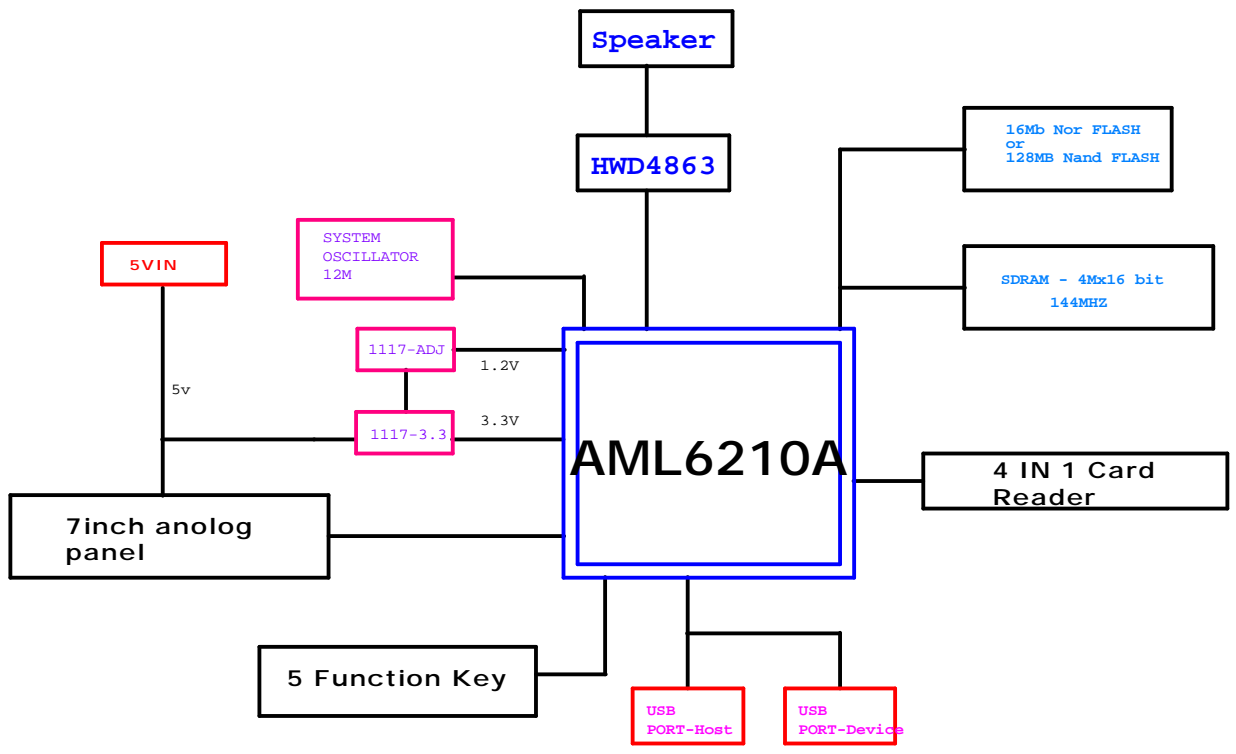 Speaker
HWD4863
16Mb Nor FLASH
or
128MB Nand FLASH
SYSTEM
OSCILLATOR
12M
5VIN
SDRAM - 4Mx16 bit
144MHZ
1117-ADJ
1.2V
5v
1117-3.3
3.3V
AML6210A
4 IN 1 Card
Reader
7inch anolog
panel
5 Function Key
USB
PORT-Host
USB
PORT-Device